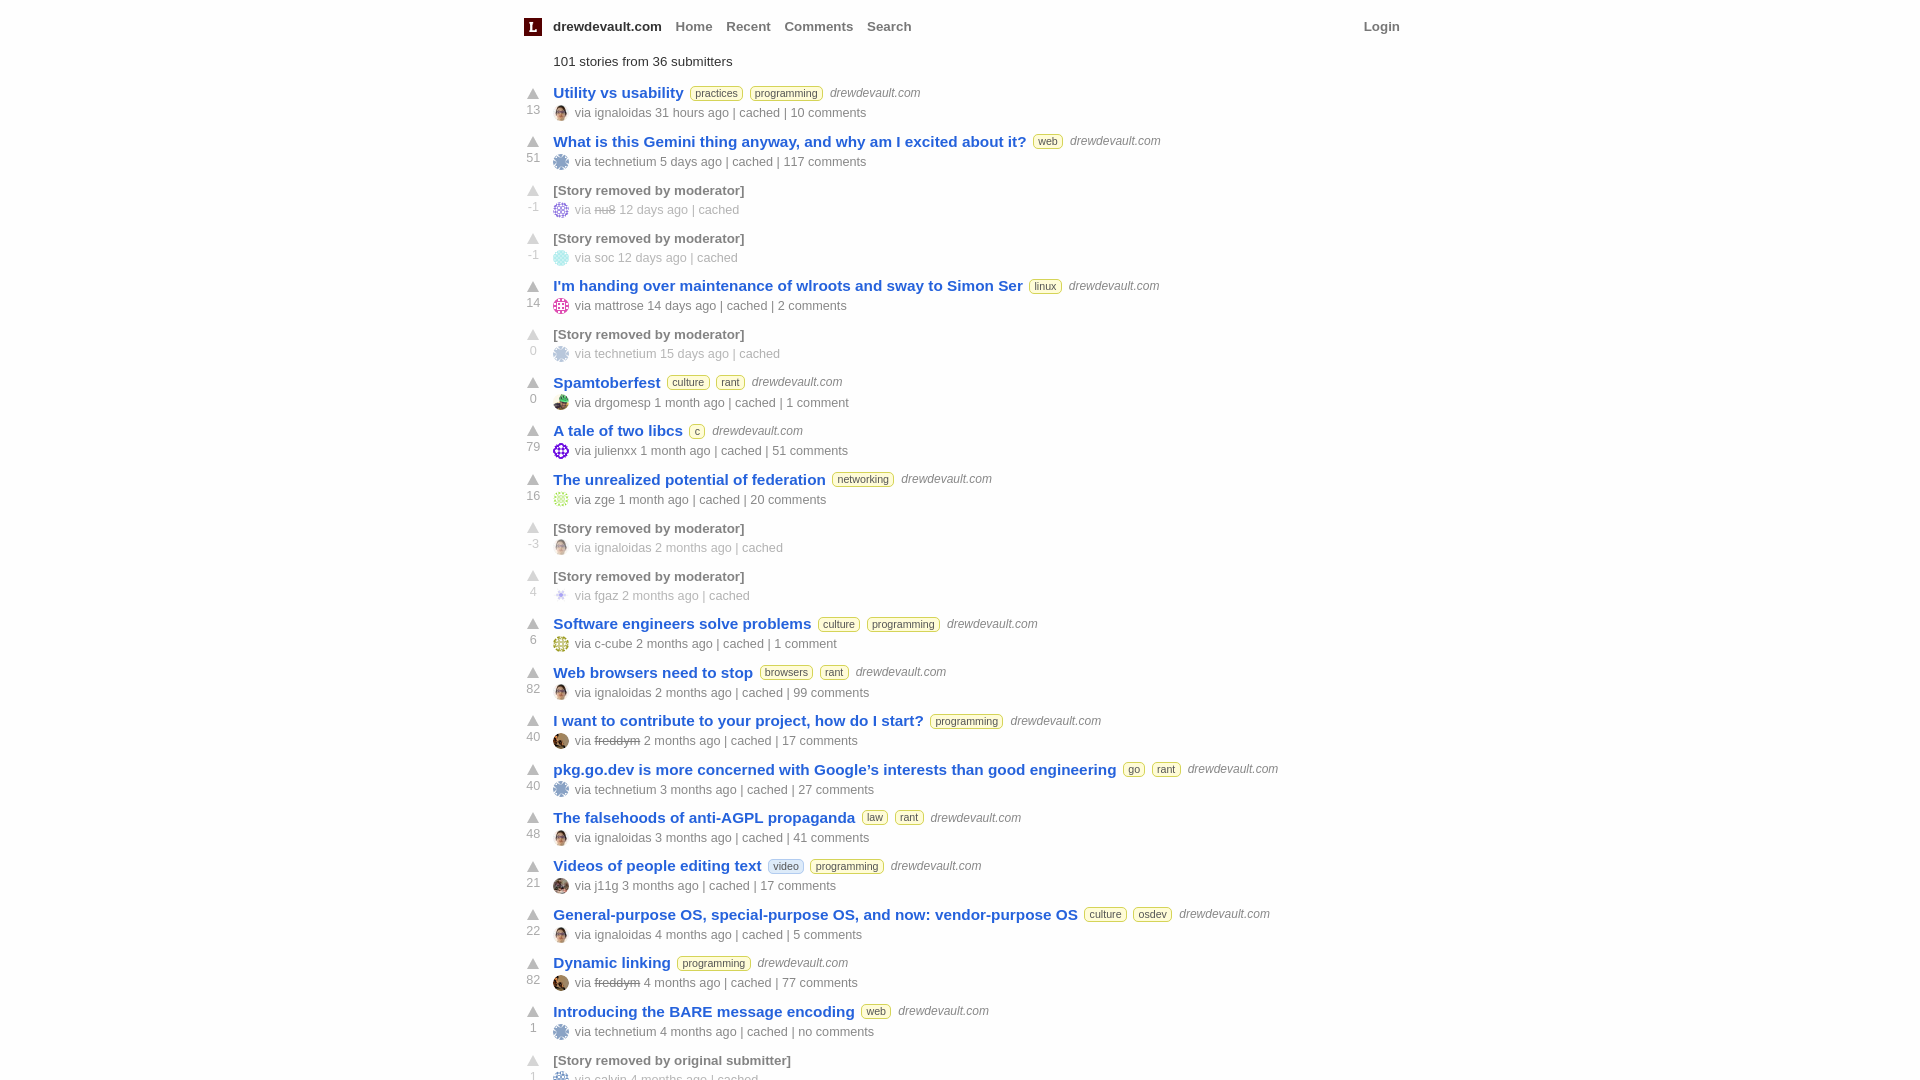 L drewdevault.com Home Recent Comments Search Login
101 stories from 36 submitters
Utility vs usability practices programming drewdevault.com
13 via ignaloidas 31 hours ago | cached | 10 comments
What is this Gemini thing anyway, and why am I excited about it? web drewdevault.com
51 via technetium 5 days ago | cached | 117 comments
[Story removed by moderator]
-1 via nu8 12 days ago | cached
[Story removed by moderator]
-1 via soc 12 days ago | cached
I'm handing over maintenance of wlroots and sway to Simon Ser linux drewdevault.com
14 via mattrose 14 days ago | cached | 2 comments
[Story removed by moderator]
0 via technetium 15 days ago | cached
Spamtoberfest culture rant drewdevault.com
0 via drgomesp 1 month ago | cached | 1 comment
A tale of two libcs c drewdevault.com
79 via julienxx 1 month ago | cached | 51 comments
The unrealized potential of federation networking drewdevault.com
16 via zge 1 month ago | cached | 20 comments
[Story removed by moderator]
-3 via ignaloidas 2 months ago | cached
[Story removed by moderator]
4 via fgaz 2 months ago | cached
Software engineers solve problems culture programming drewdevault.com
6 via c-cube 2 months ago | cached | 1 comment
Web browsers need to stop browsers rant drewdevault.com
82 via ignaloidas 2 months ago | cached | 99 comments
I want to contribute to your project, how do I start? programming drewdevault.com
40 via freddym 2 months ago | cached | 17 comments
pkg.go.dev is more concerned with Google’s interests than good engineering go rant drewdevault.com
40 via technetium 3 months ago | cached | 27 comments
The falsehoods of anti-AGPL propaganda law rant drewdevault.com
48 via ignaloidas 3 months ago | cached | 41 comments
Videos of people editing text video programming drewdevault.com
21 via j11g 3 months ago | cached | 17 comments
General-purpose OS, special-purpose OS, and now: vendor-purpose OS culture osdev drewdevault.com
22 via ignaloidas 4 months ago | cached | 5 comments
Dynamic linking programming drewdevault.com
82 via freddym 4 months ago | cached | 77 comments
Introducing the BARE message encoding web drewdevault.com
1 via technetium 4 months ago | cached | no comments
[Story removed by original submitter]
1 via calvin 4 months ago | cached